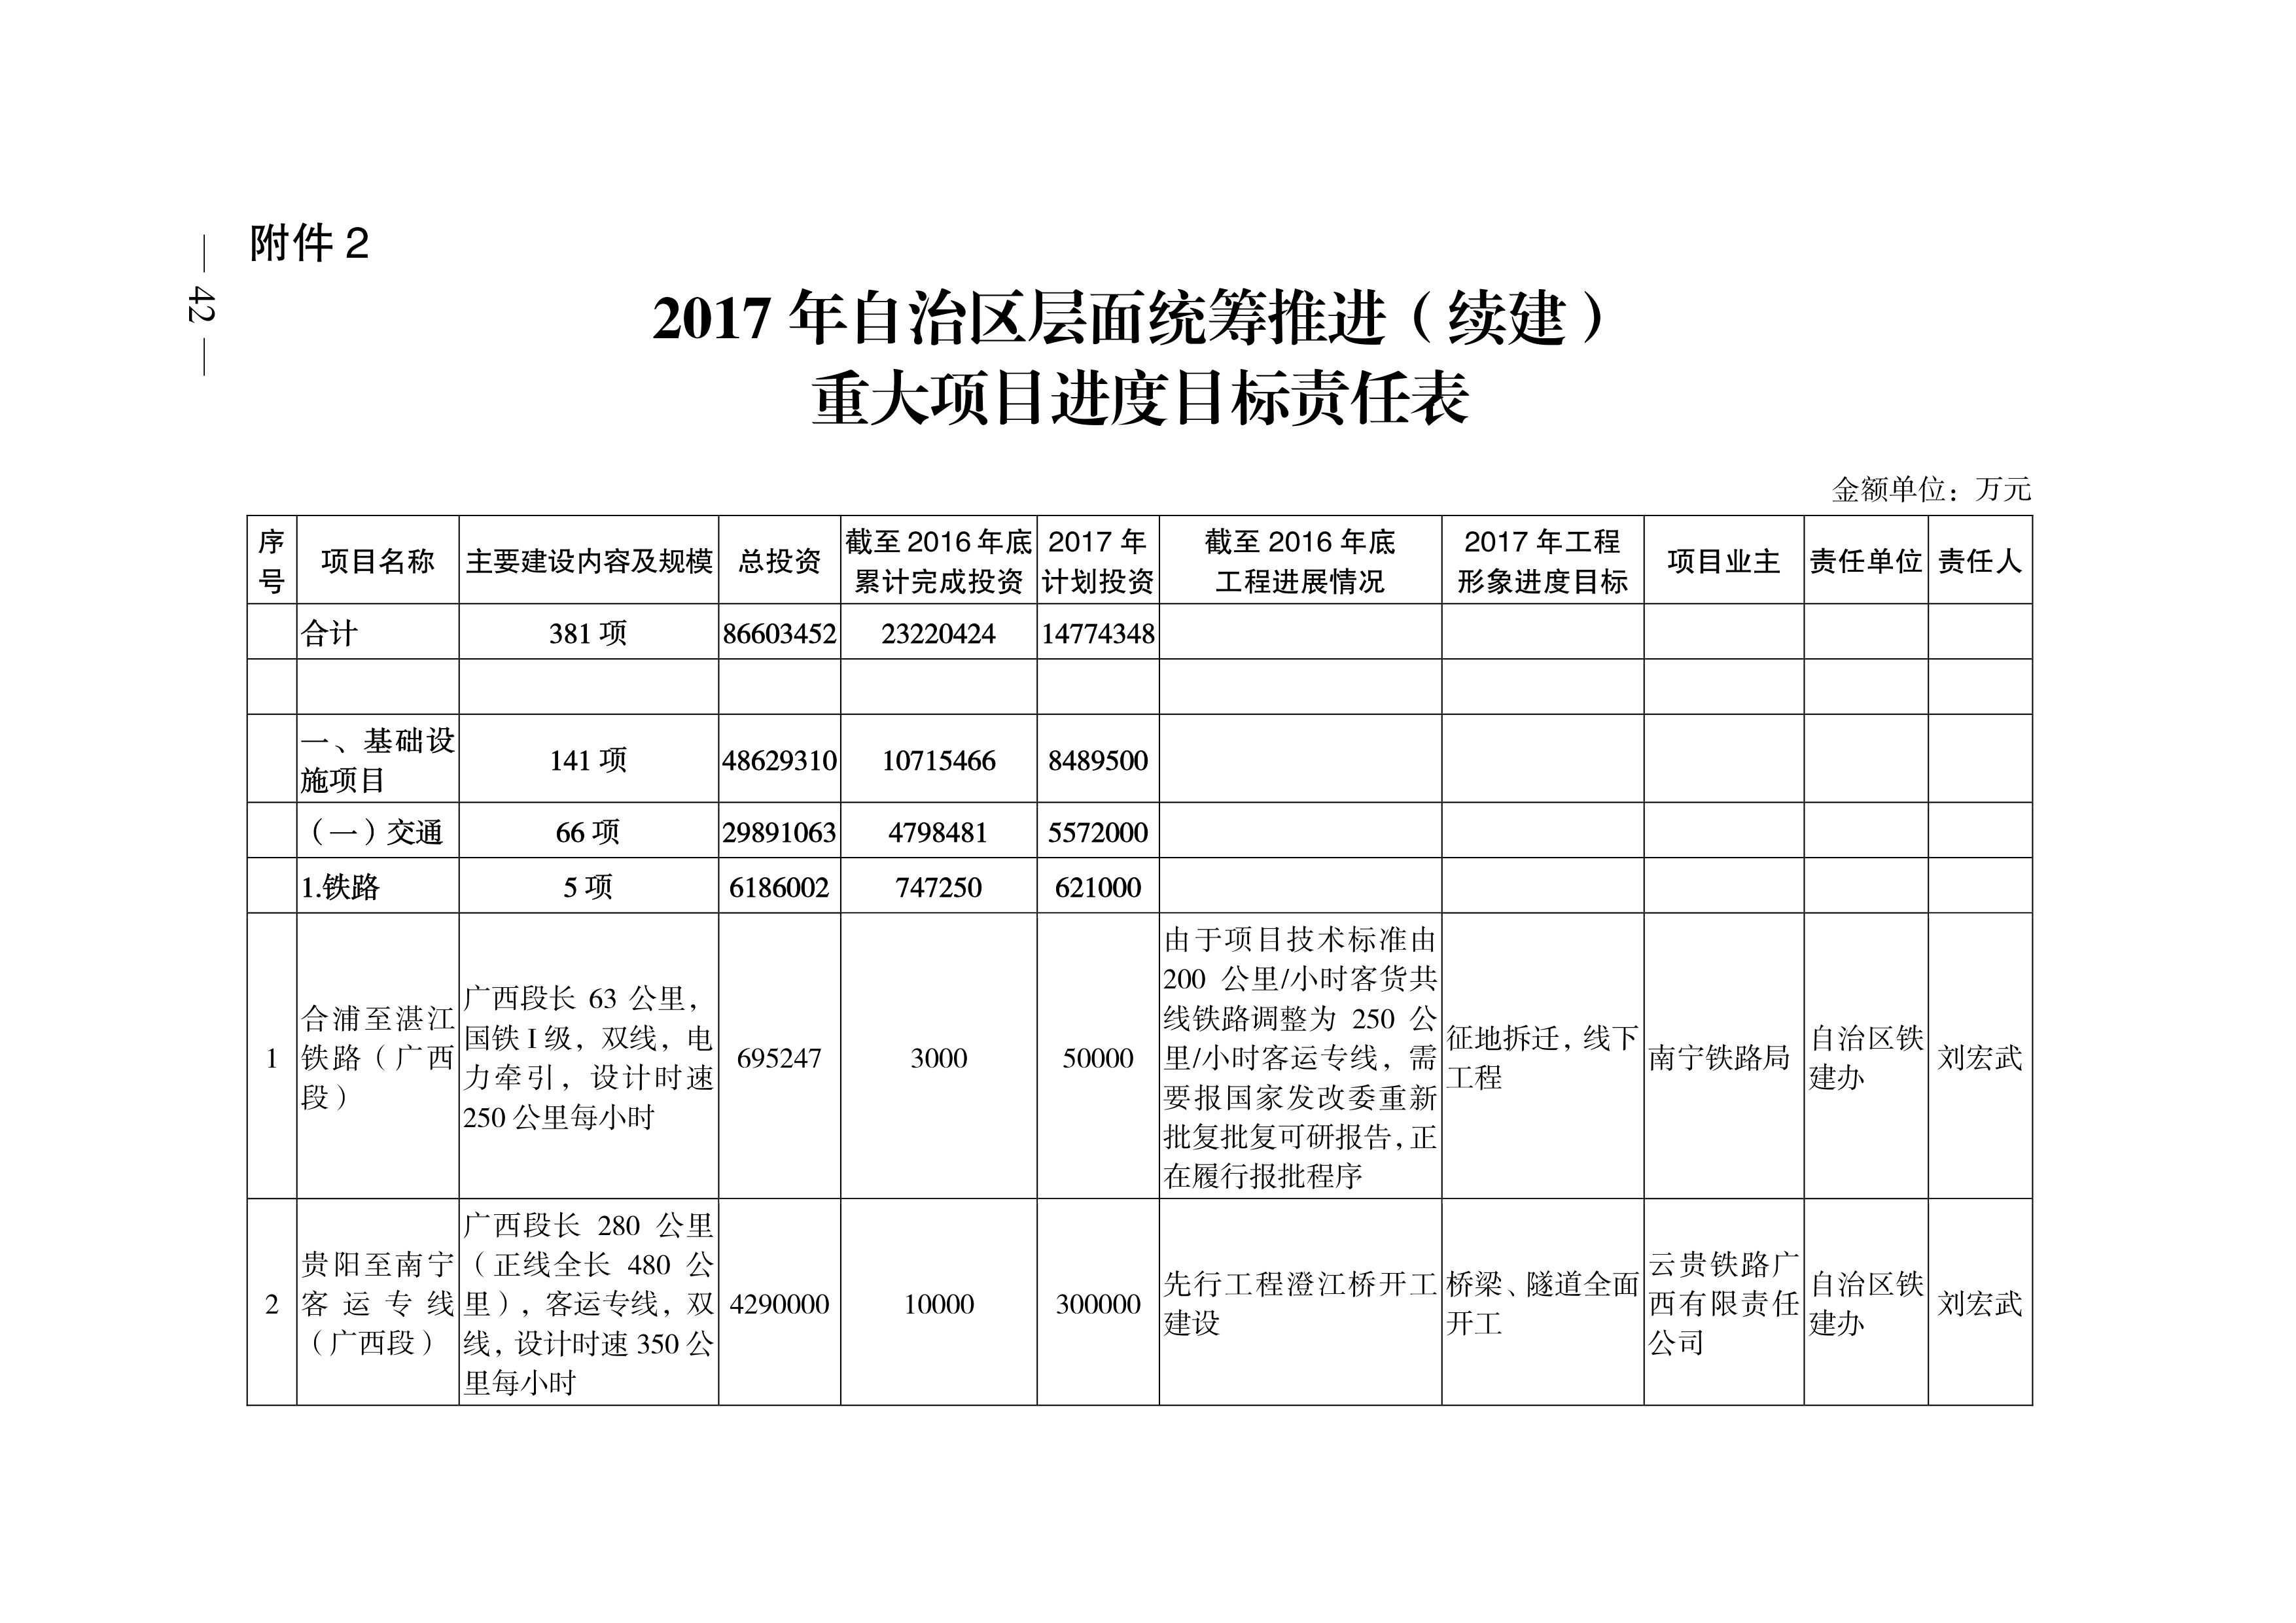 — 42 —
附件 2
2017 年自治区层面统筹推进（续建）
重大项目进度目标责任表
金额单位：万元
序
号
项目名称
主要建设内容及规模
总投资
截至 2016 年底
累计完成投资
2017 年
计划投资
截至 2016 年底
工程进展情况
2017 年工程
形象进度目标
项目业主
责任单位
责任人
合计
381 项
86603452
23220424
14774348
一、基础设
施项目
141 项
48629310
10715466
8489500
（一）交通
66 项
29891063
4798481
5572000
1.铁路
5 项
6186002
747250
621000
1
合浦至湛江
铁路（广西
段）
广西段长 63 公里，
国铁 I 级，双线，电
力牵引，设计时速
250 公里每小时
695247
3000
50000
由于项目技术标准由
200 公里/小时客货共
线铁路调整为 250 公
里/小时客运专线，需
要报国家发改委重新
批复批复可研报告，正
在履行报批程序
征地拆迁，线下
工程
南宁铁路局
自治区铁
建办
刘宏武
2
贵阳至南宁
客运专线
（广西段）
广西段长 280 公里
（正线全长 480 公
里），客运专线，双
线，设计时速 350 公
里每小时
4290000
10000
300000
先行工程澄江桥开工
建设
桥梁、隧道全面
开工
云贵铁路广
西有限责任
公司
自治区铁
建办
刘宏武